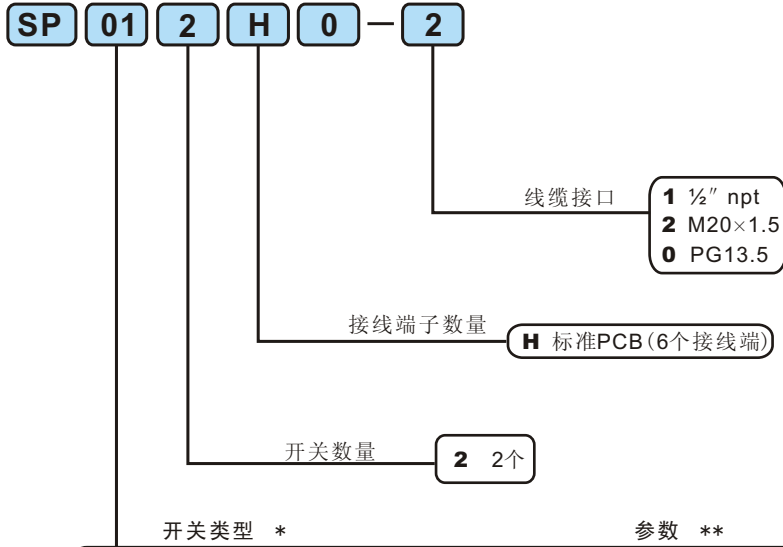 SP 01 2 H 0 — 2
线缆接口
1 ½″ npt
2 M20×1.5
0 PG13.5
接线端子数量
H 标准PCB(6个接线端)
开关数量
2 2个
开关类型 * 参数 **